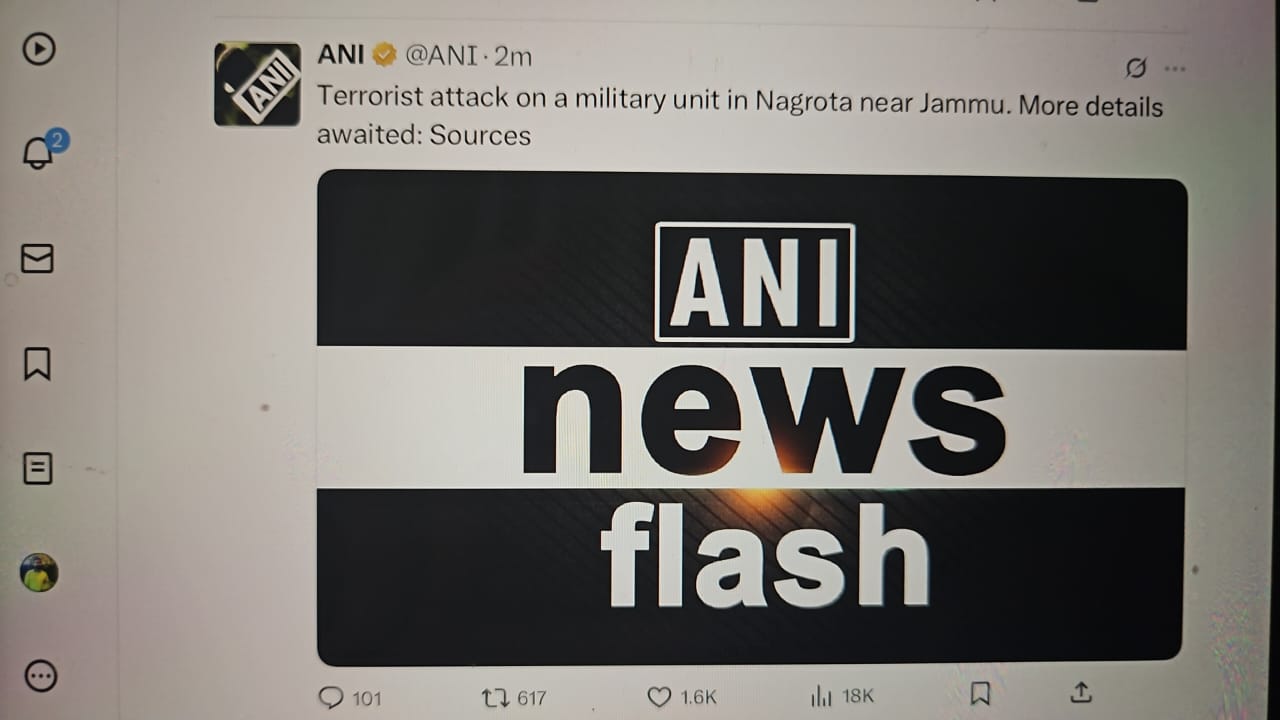 ANI @ANI · 2m
Terrorist attack on a military unit in Nagrota near Jammu. More details
awaited: Sources
ANI
ANI
news
flash
101 617 1.6K 18K
2